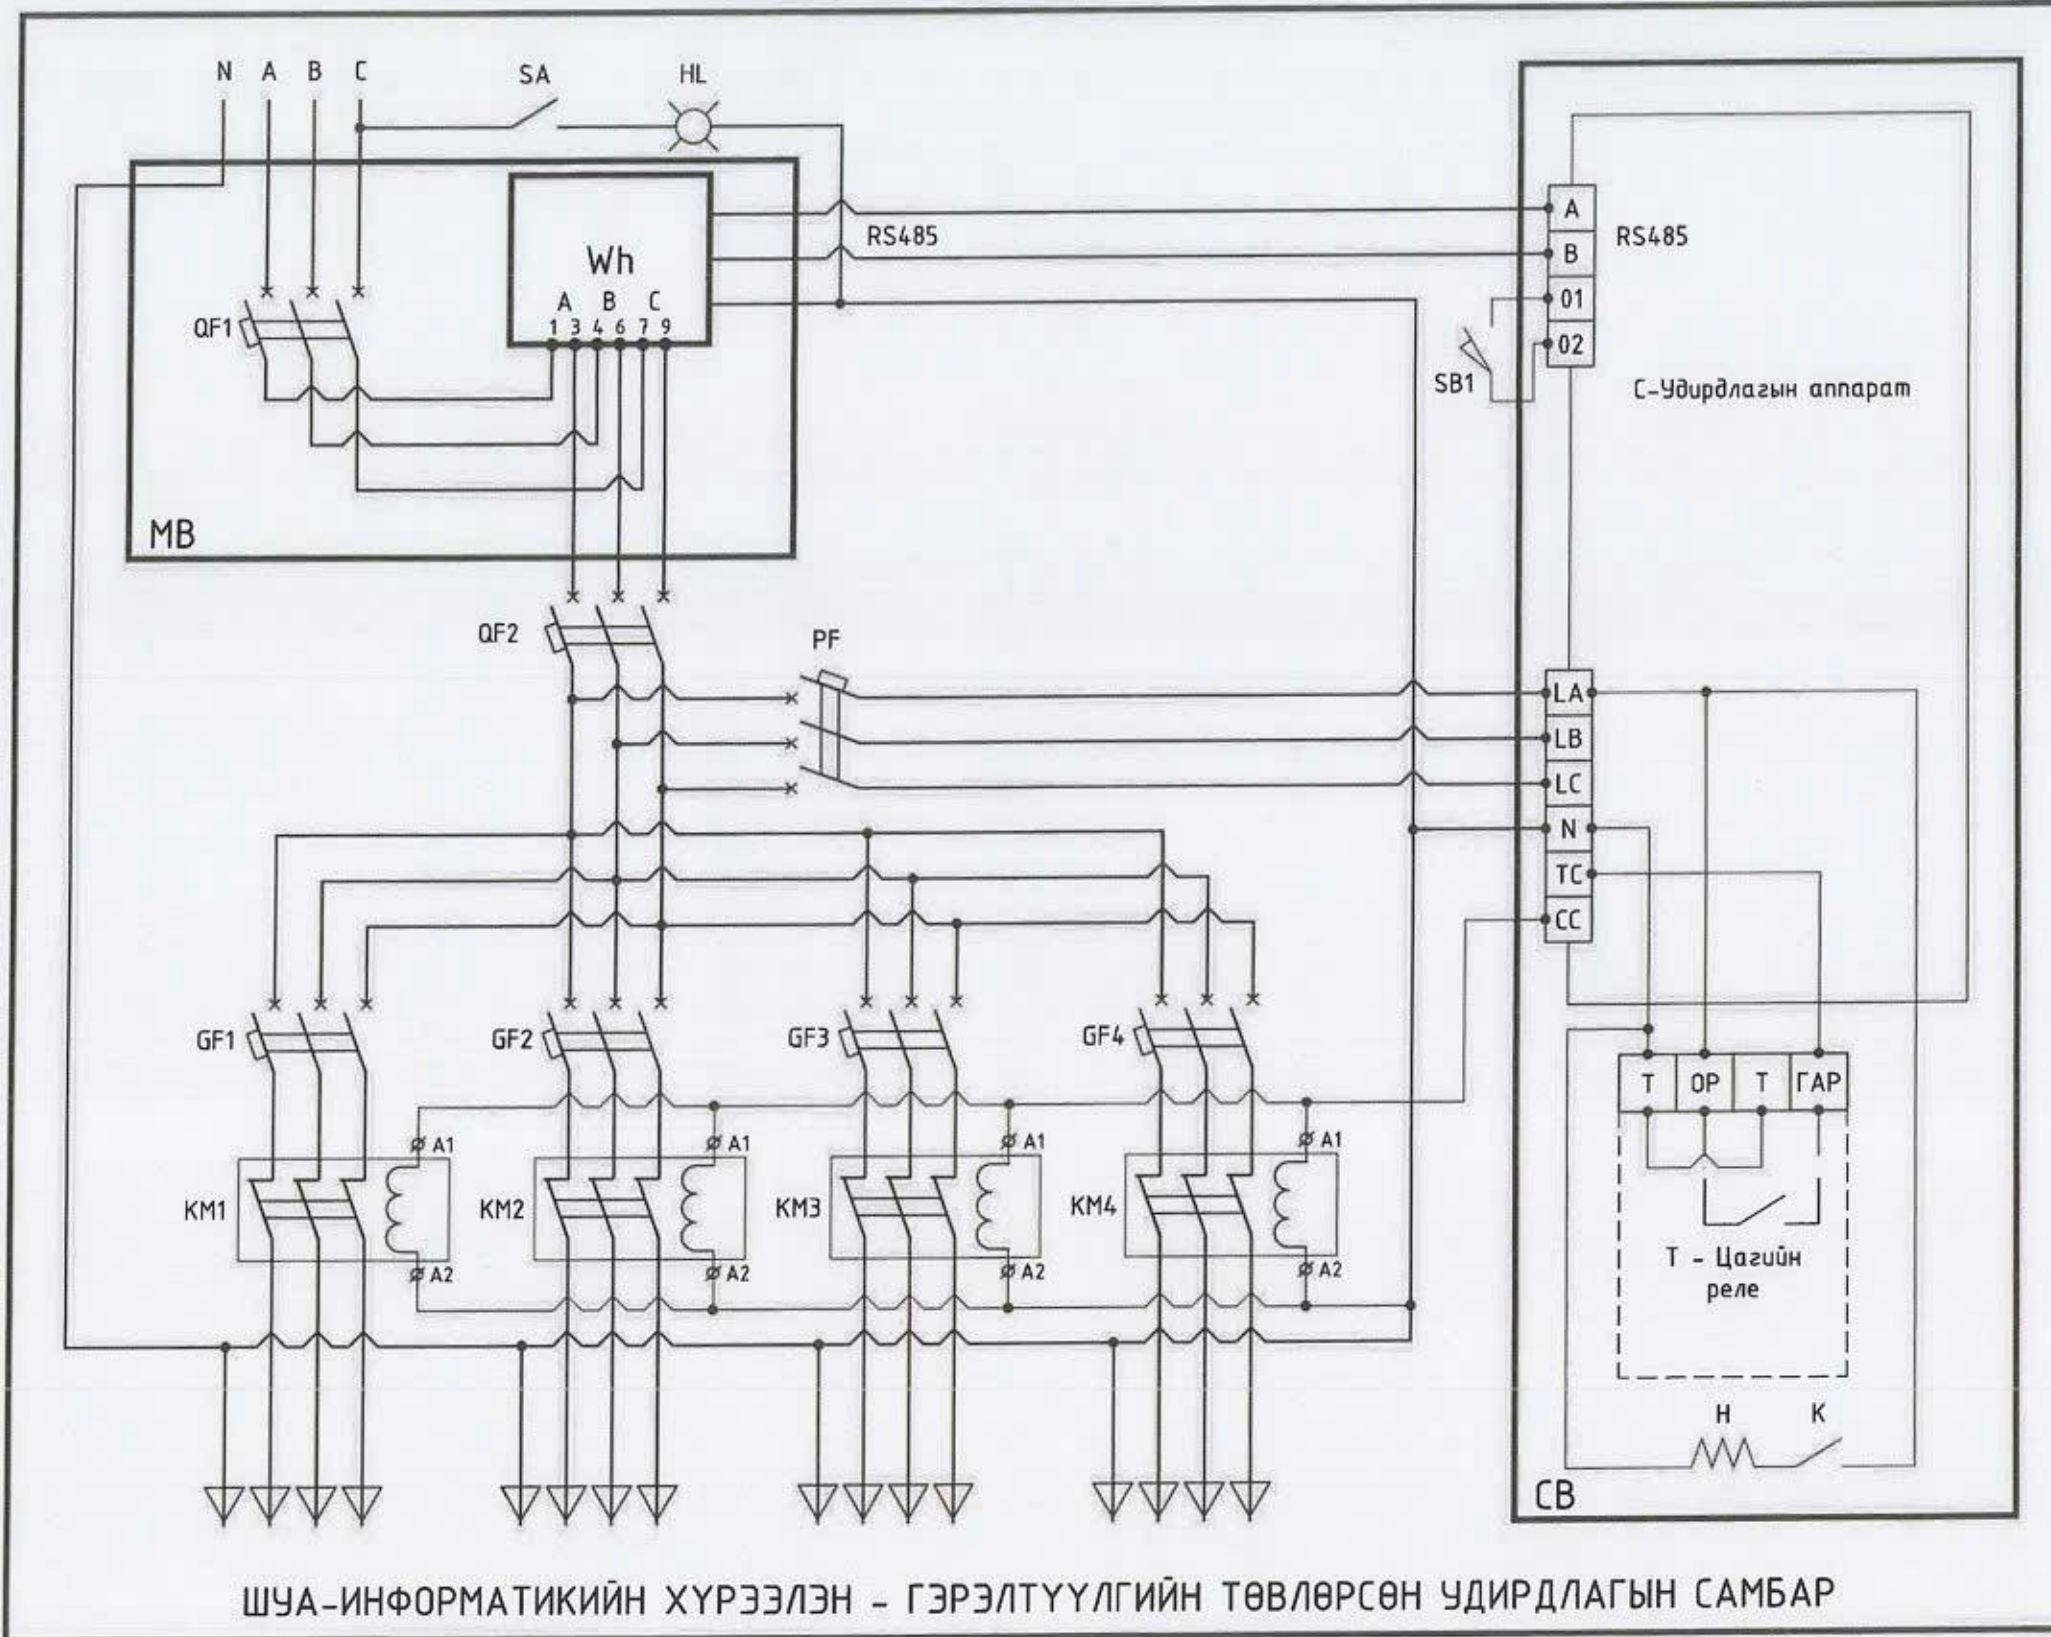 N A B C SA HL
Wh
A B C
1 3 4 6 7 9
QF1
MB
RS485
A
B
01
02
RS485
SB1
С-Удирдлагын аппарат
QF2
PF
LA
LB
LC
N
TC
CC
GF1 GF2 GF3 GF4
A1 A1 A1 A1
KM1 KM2 KM3 KM4
A2 A2 A2 A2
Т ОР Т ГАР
Т - Цагийн
реле
H K
CB
ШУА-ИНФОРМАТИКИЙН ХҮРЭЭЛЭН - ГЭРЭЛТҮҮЛГИЙН ТӨВЛӨРСӨН УДИРДЛАГЫН САМБАР